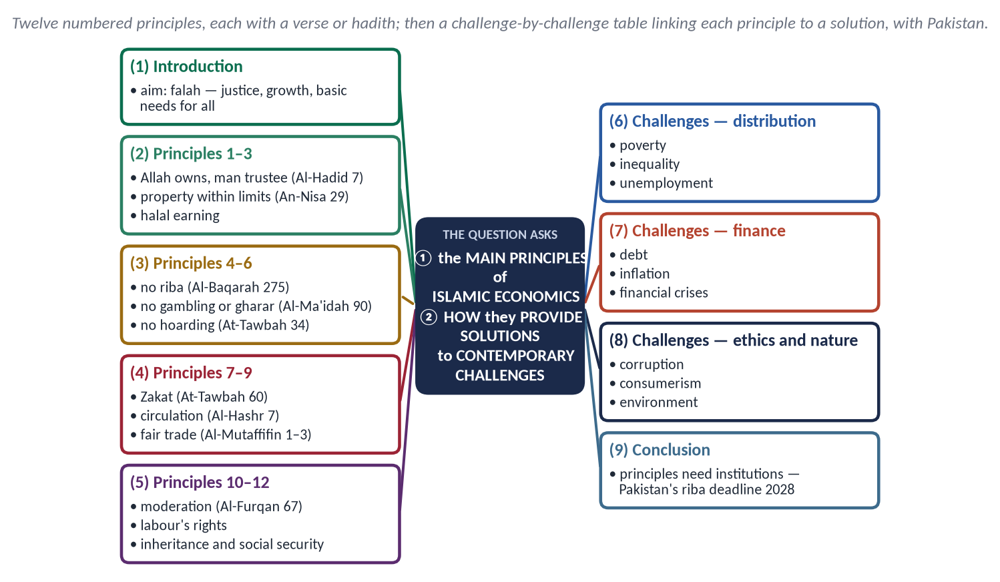 Twelve numbered principles, each with a verse or hadith; then a challenge-by-challenge table linking each principle to a solution, with Pakistan.
(1) Introduction
• aim: falah — justice, growth, basic
needs for all
(2) Principles 1–3
• Allah owns, man trustee (Al-Hadid 7)
• property within limits (An-Nisa 29)
• halal earning
(3) Principles 4–6
• no riba (Al-Baqarah 275)
• no gambling or gharar (Al-Ma'idah 90)
• no hoarding (At-Tawbah 34)
(4) Principles 7–9
• Zakat (At-Tawbah 60)
• circulation (Al-Hashr 7)
• fair trade (Al-Mutaffifin 1–3)
(5) Principles 10–12
• moderation (Al-Furqan 67)
• labour's rights
• inheritance and social security
THE QUESTION ASKS
① the MAIN PRINCIPLES
of
ISLAMIC ECONOMICS
② HOW they PROVIDE
SOLUTIONS
to CONTEMPORARY
CHALLENGES
(6) Challenges — distribution
• poverty
• inequality
• unemployment
(7) Challenges — finance
• debt
• inflation
• financial crises
(8) Challenges — ethics and nature
• corruption
• consumerism
• environment
(9) Conclusion
• principles need institutions —
Pakistan's riba deadline 2028